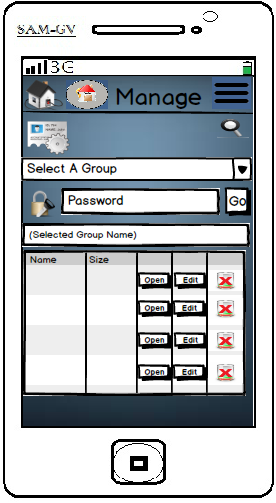 SAM-GV
3G
Manage
Select A Group
Password
Go
(Selected Group Name)
Name Size
Open Edit
Open Edit
Open Edit
Open Edit